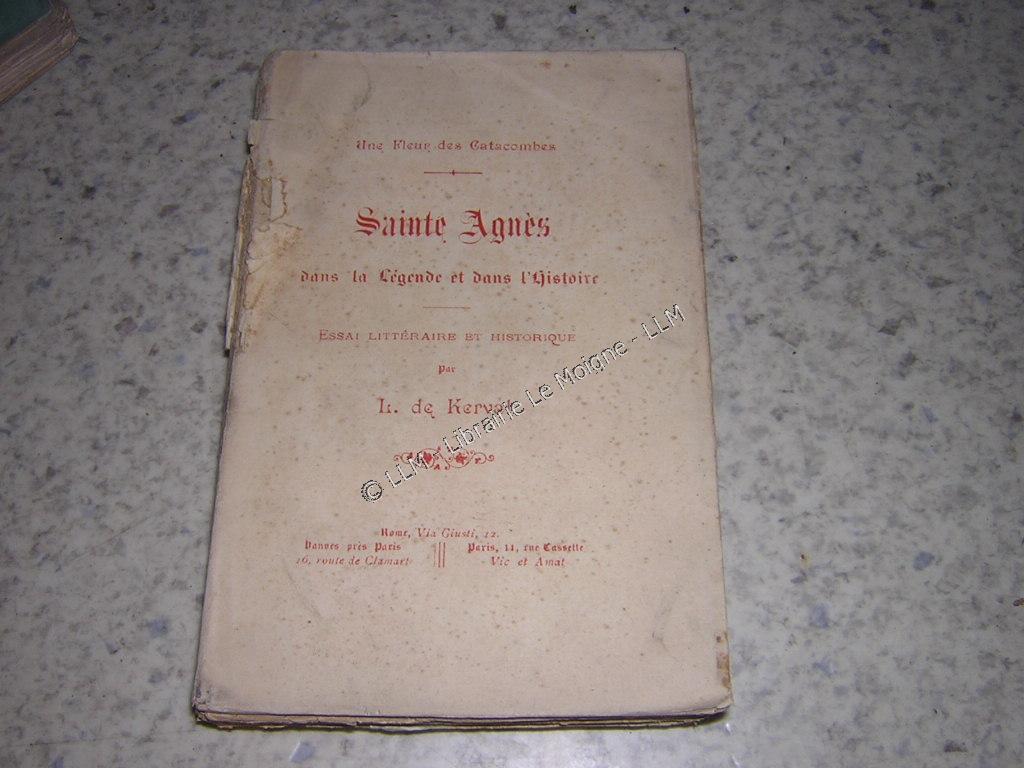 Une Fleur des Catacombes
Sainte Agnès
dans la Légende et dans l'Histoire
ESSAI LITTÉRAIRE ET HISTORIQUE
Par
L. de
Rome, Via Giusti, 12.
Vanves près Paris
16, route de Clamart
Paris, 11, rue Cassette
Vic et Amat
© LLM - Librairie Le Moigne - LLM